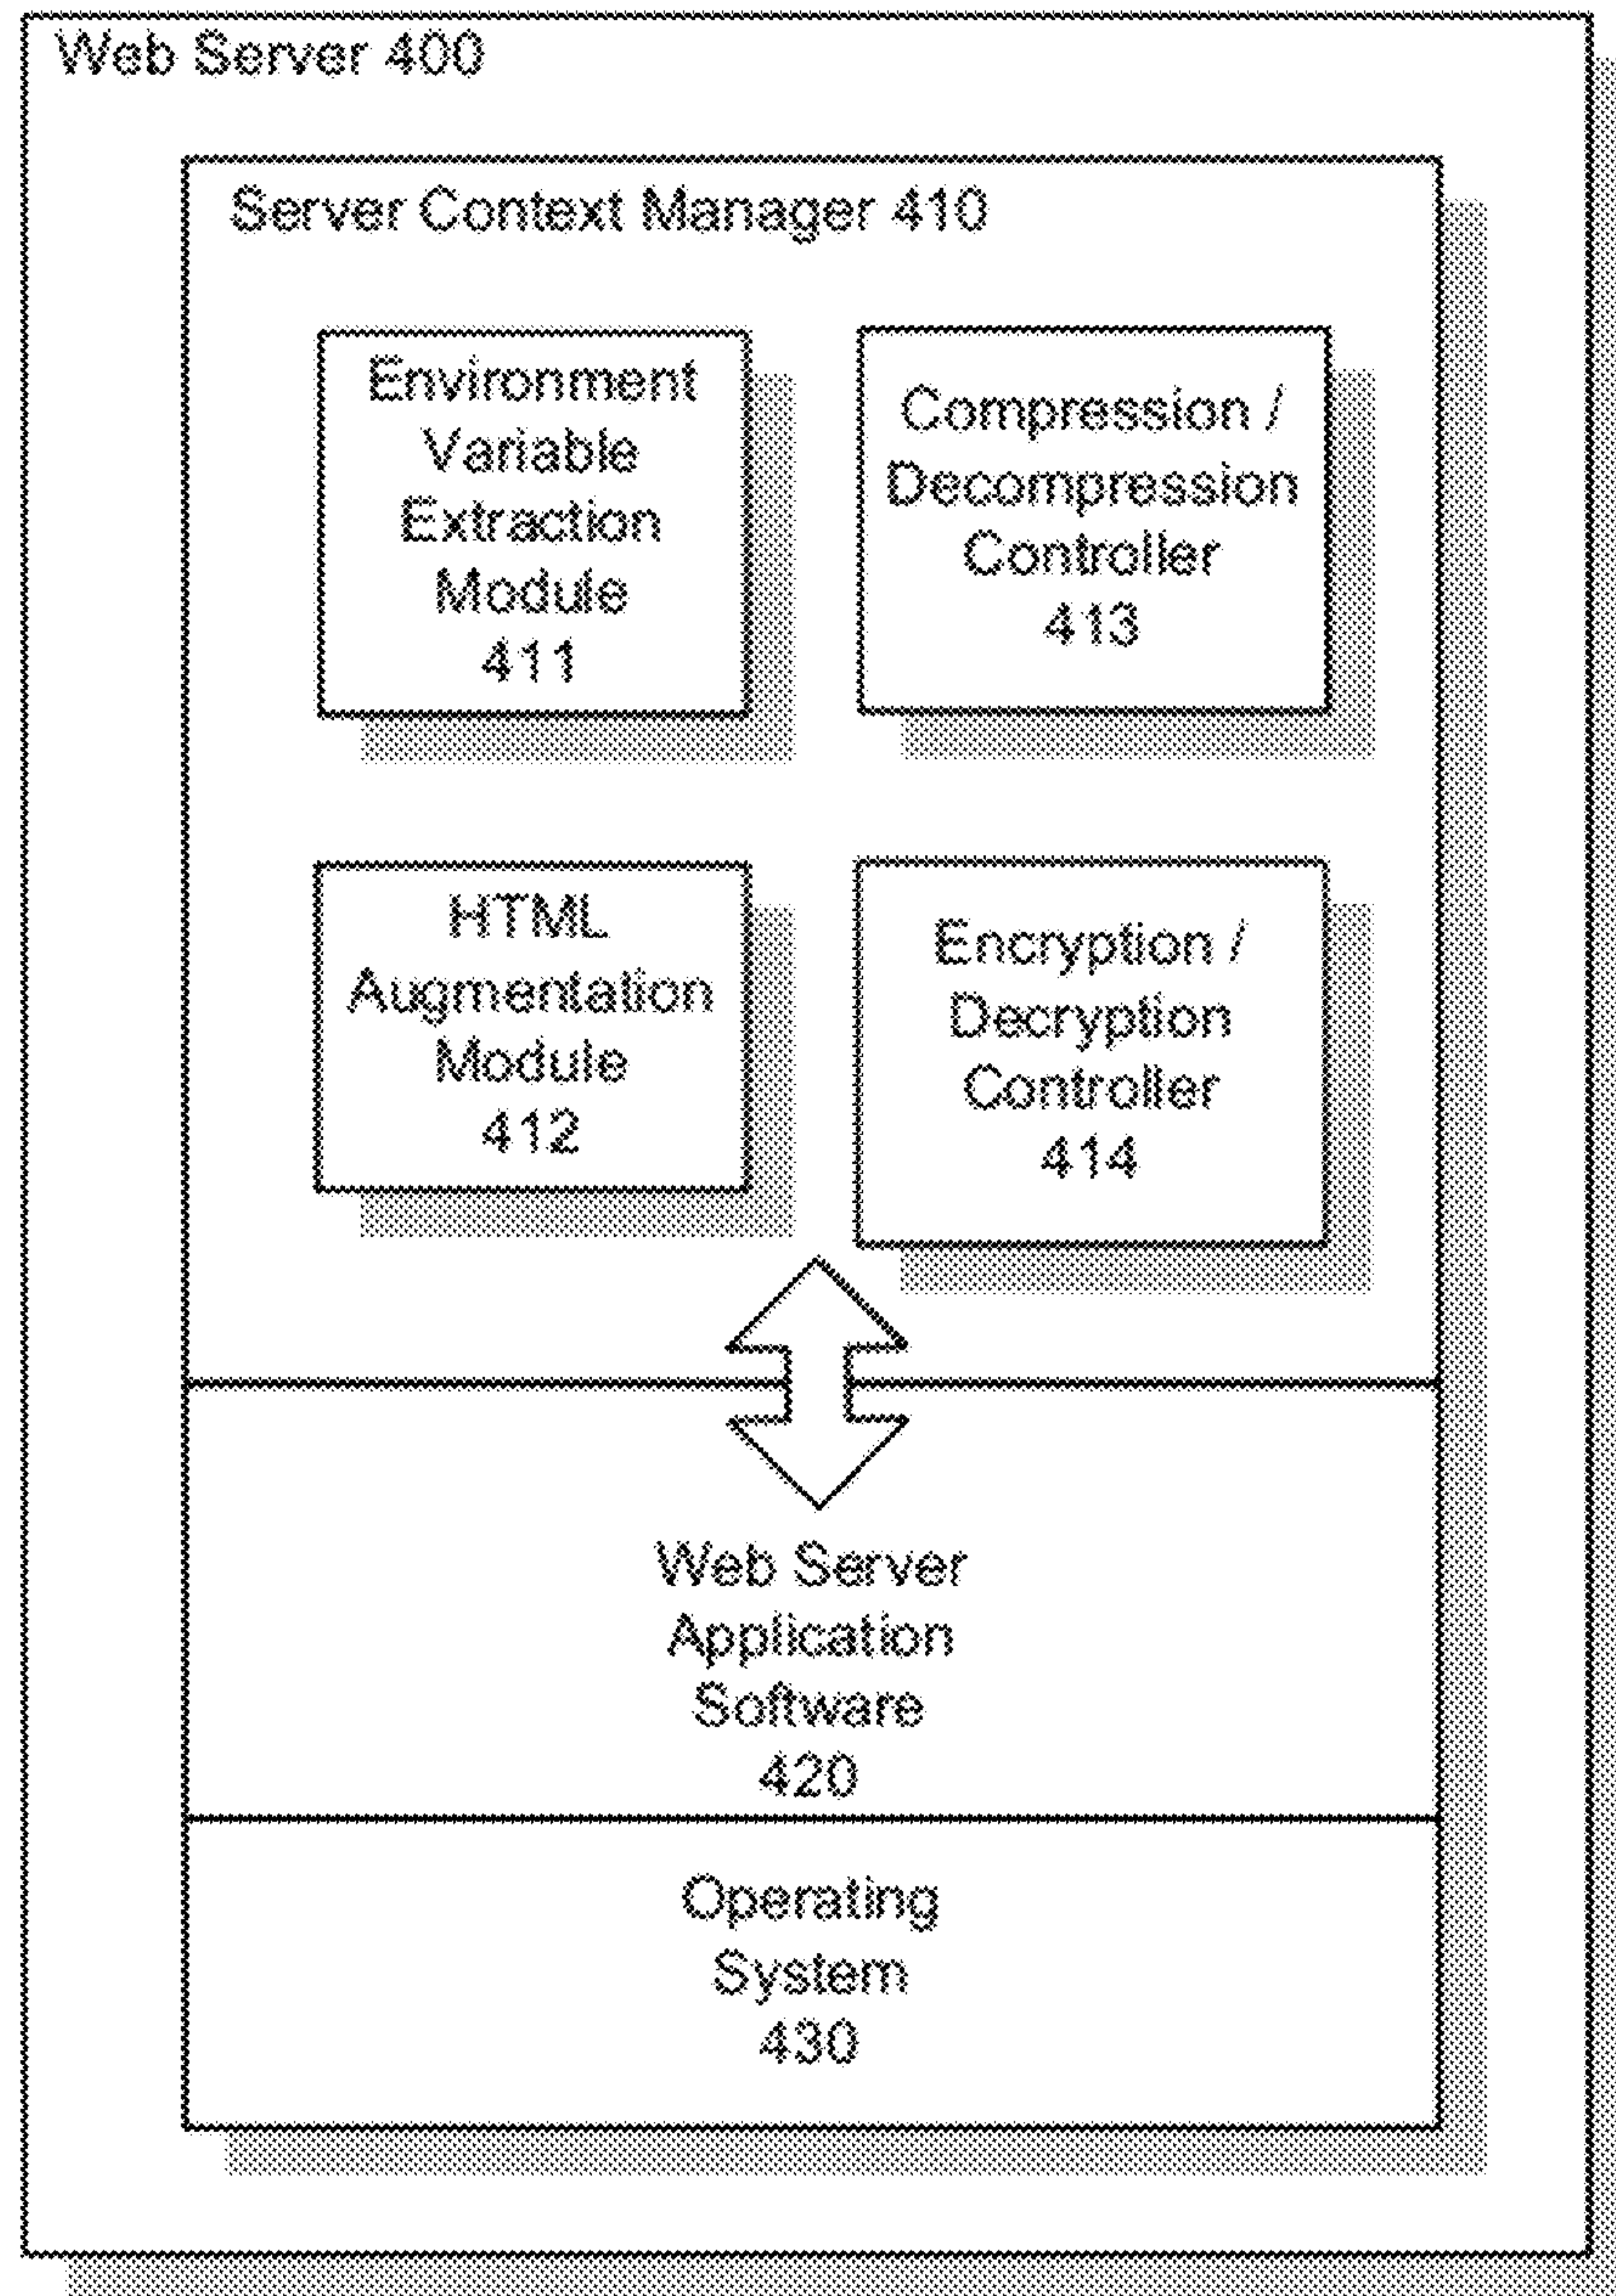 Web Server 400
Server Context Manager 410
Environment
Variable
Extraction
Module
411
Compression /
Decompression
Controller
413
HTML
Augmentation
Module
412
Encryption /
Decryption
Controller
414
Web Server
Application
Software
420
Operating
System
430